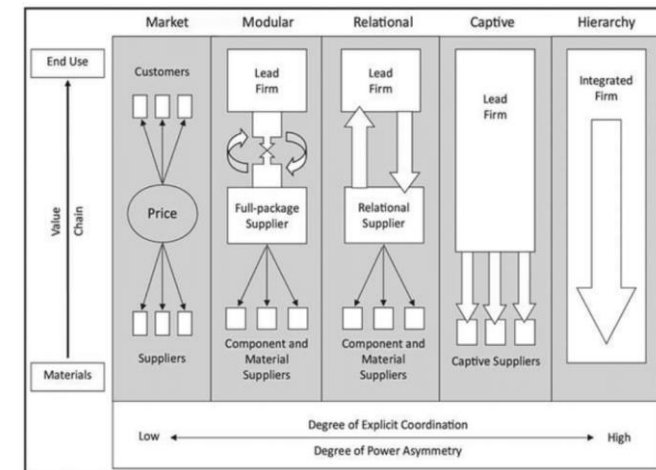 Market Modular Relational Captive Hierarchy
End Use
Value
Chain
Materials
Customers
Price
Suppliers
Lead
Firm
Full-package
Supplier
Component and
Material
Suppliers
Lead
Firm
Relational
Supplier
Component and
Material
Suppliers
Lead
Firm
Captive Suppliers
Integrated
Firm
Degree of Explicit Coordination
Low High
Degree of Power Asymmetry